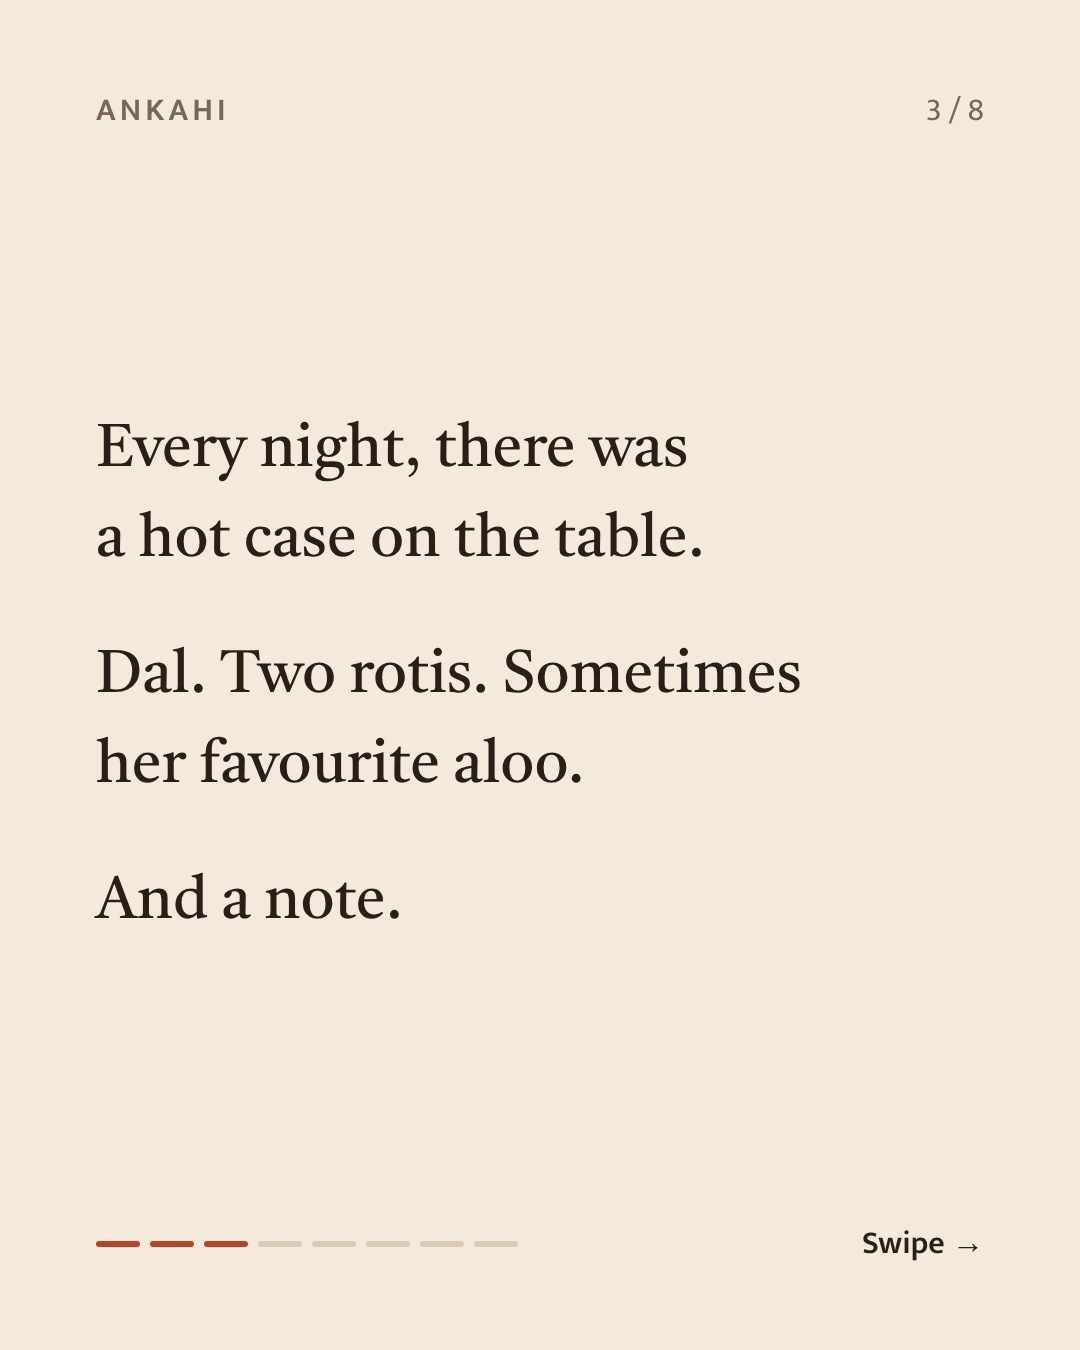 ANKAHI
3 / 8
Every night, there was
a hot case on the table.
Dal. Two rotis. Sometimes
her favourite aloo.
And a note.
Swipe →